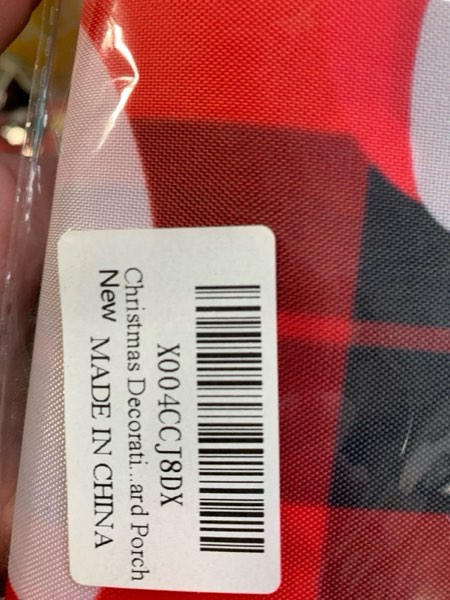 X004CCJ8DX
Christmas Decorati...ard Porch
New MADE IN CHINA